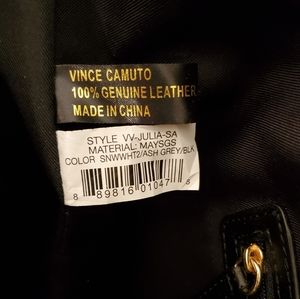 VINCE CAMUTO
100% GENUINE LEATHER
MADE IN CHINA
STYLE VV-JULIA-SA
MATERIAL: MAYSGS
COLOR SNWWHT2/ASH GREY/BLK
8 89816 01047 8